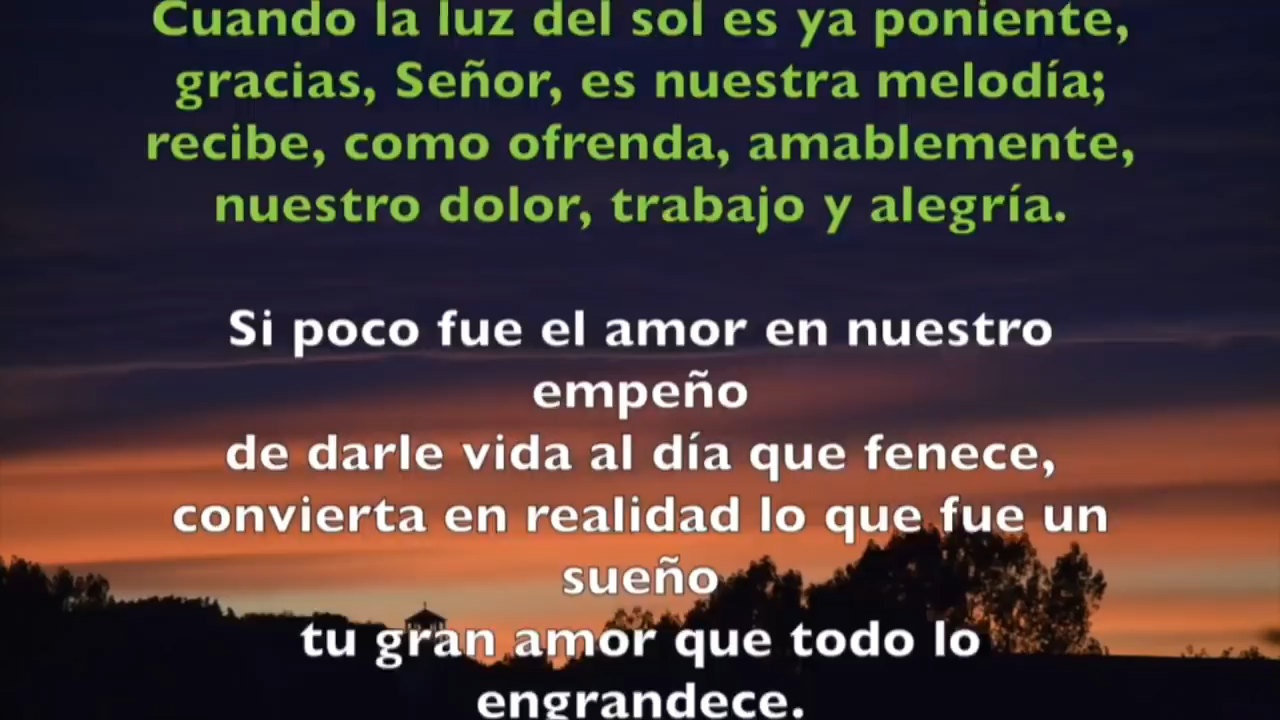 Cuando la luz del sol es ya poniente,
gracias, Señor, es nuestra melodía;
recibe, como ofrenda, amablemente,
nuestro dolor, trabajo y alegría.
Si poco fue el amor en nuestro
empeño
de darle vida al día que fenece,
convierta en realidad lo que fue un
sueño
tu gran amor que todo lo
engrandece.